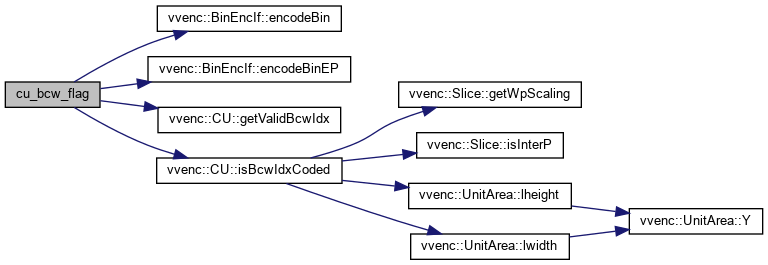 cu_bcw_flag
vvenc::BinEncIf::encodeBin
vvenc::BinEncIf::encodeBinEP
vvenc::CU::getValidBcwIdx
vvenc::CU::isBcwIdxCoded
vvenc::Slice::getWpScaling
vvenc::Slice::isInterP
vvenc::UnitArea::lheight
vvenc::UnitArea::lwidth
vvenc::UnitArea::Y